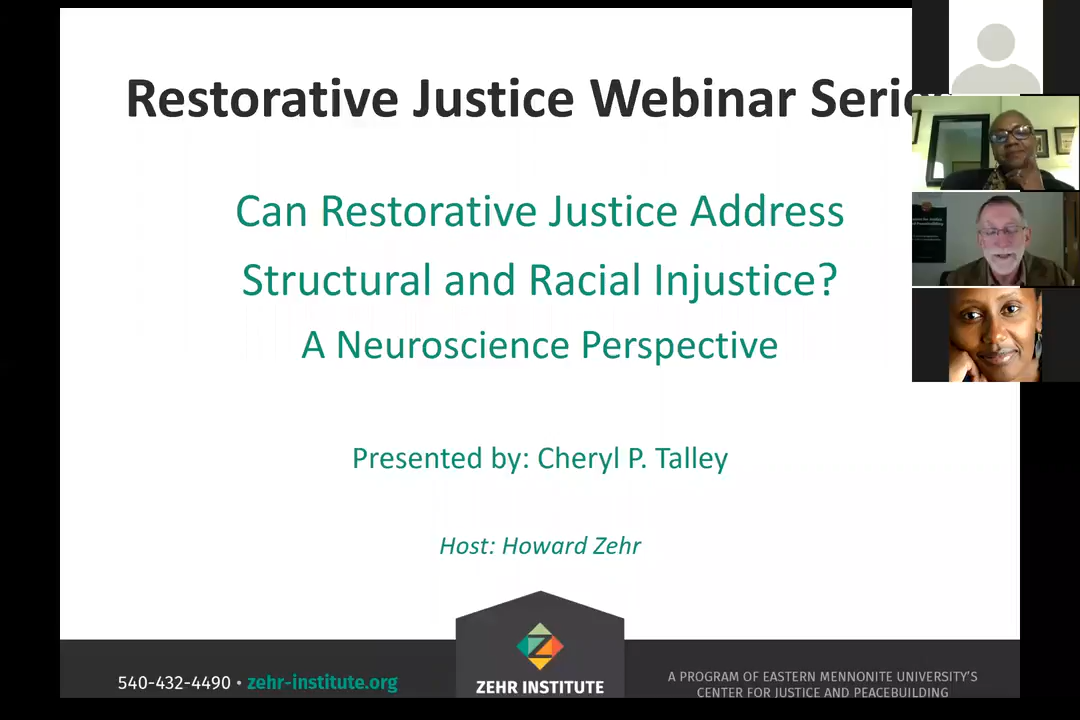 Restorative Justice Webinar Series
Can Restorative Justice Address
Structural and Racial Injustice?
A Neuroscience Perspective
Presented by: Cheryl P. Talley
Host: Howard Zehr
540-432-4490 • zehr-institute.org
ZEHR INSTITUTE
A PROGRAM OF EASTERN MENNONITE UNIVERSITY'S
CENTER FOR JUSTICE AND PEACEBUILDING